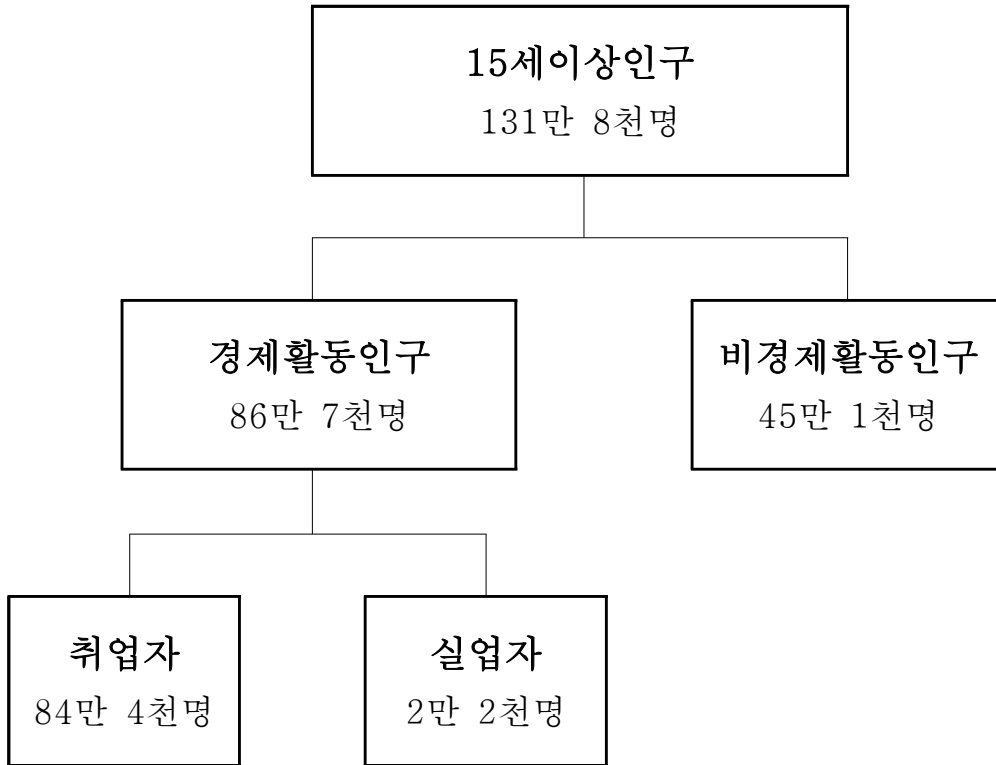 15세이상인구
131만 8천명
경제활동인구
86만 7천명
비경제활동인구
45만 1천명
취업자
84만 4천명
실업자
2만 2천명